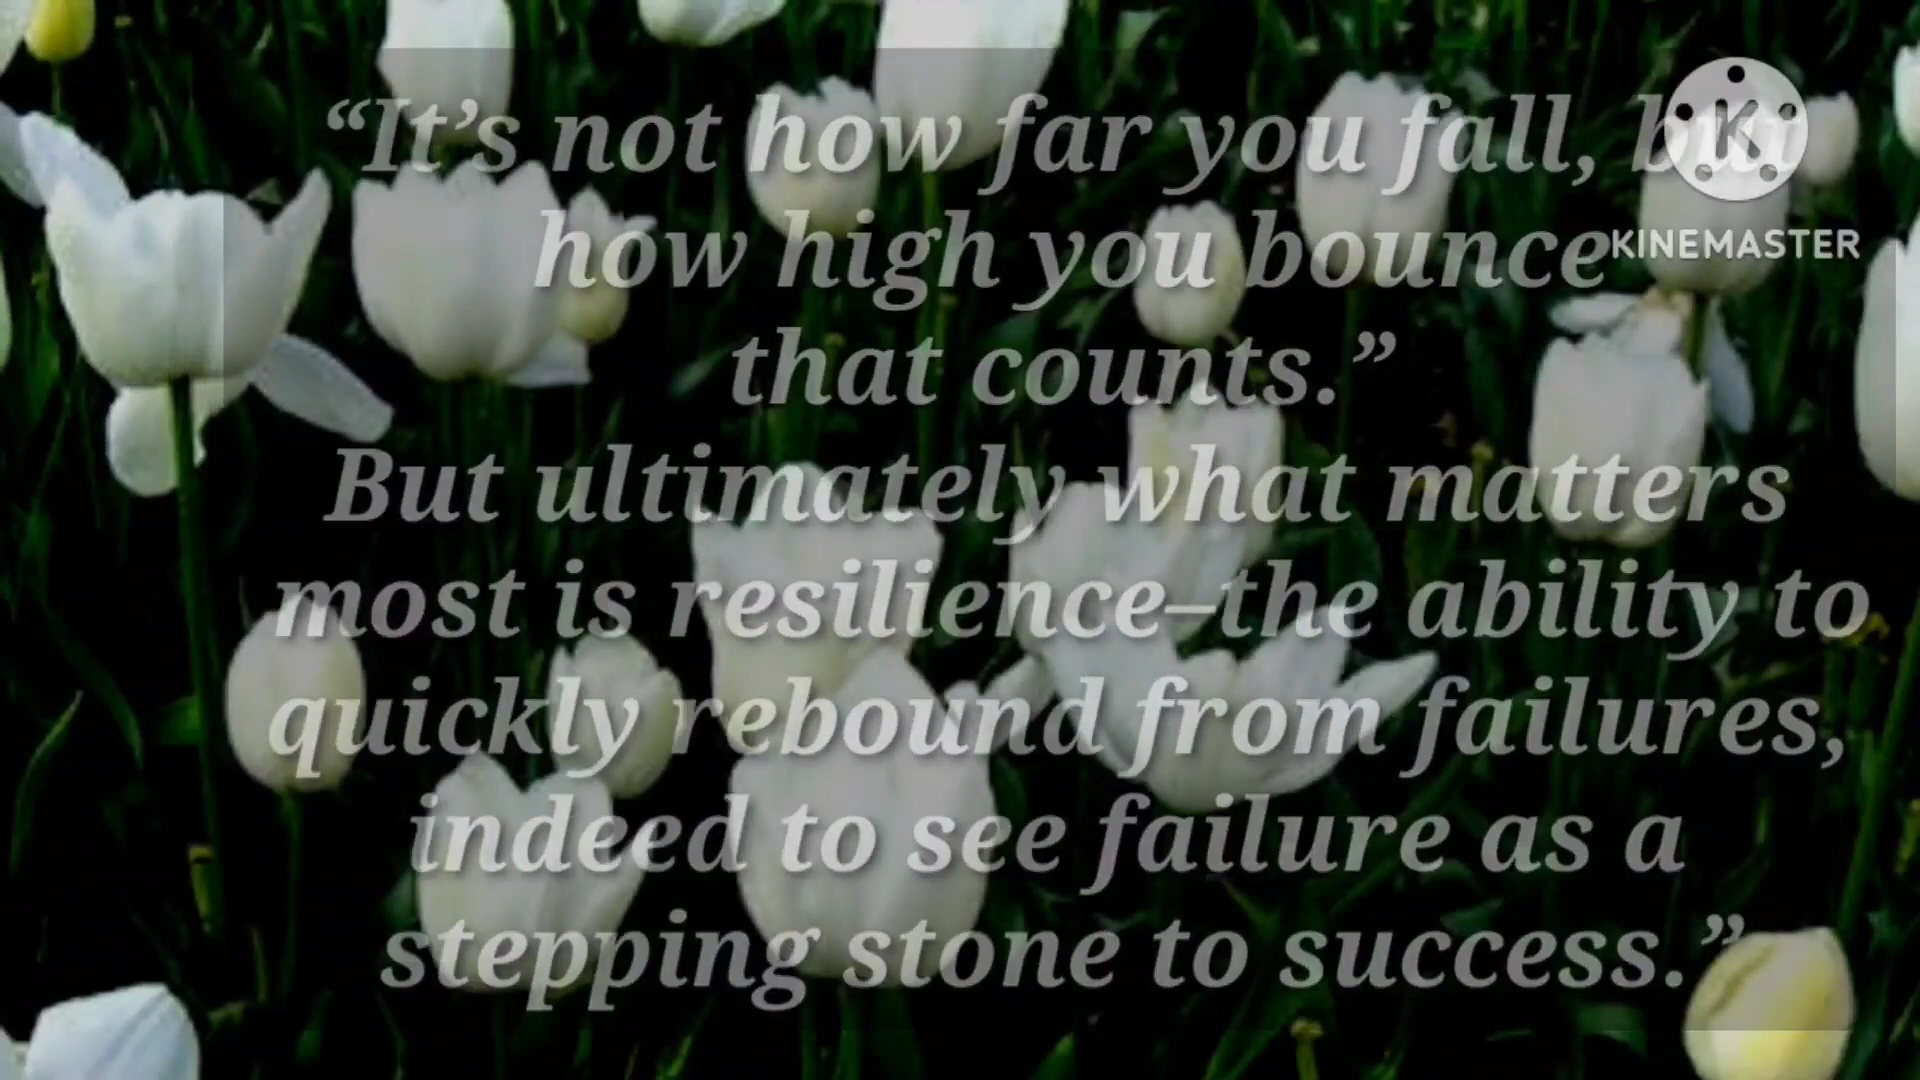 “It’s not how far you fall, but
how high you bounce
that counts.”
But ultimately what matters
most is resilience–the ability to
quickly rebound from failures,
indeed to see failure as a
stepping stone to success.”
K
KINEMASTER